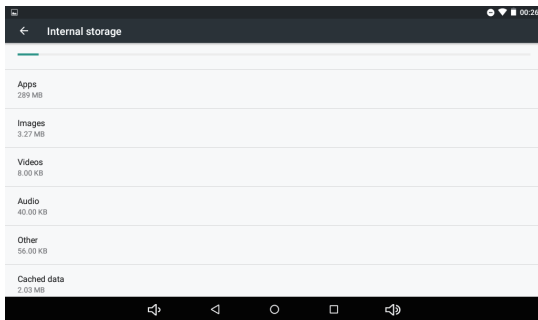 00:26
Internal storage
Apps
289 MB
Images
3.27 MB
Videos
8.00 KB
Audio
40.00 KB
Other
56.00 KB
Cached data
2.03 MB